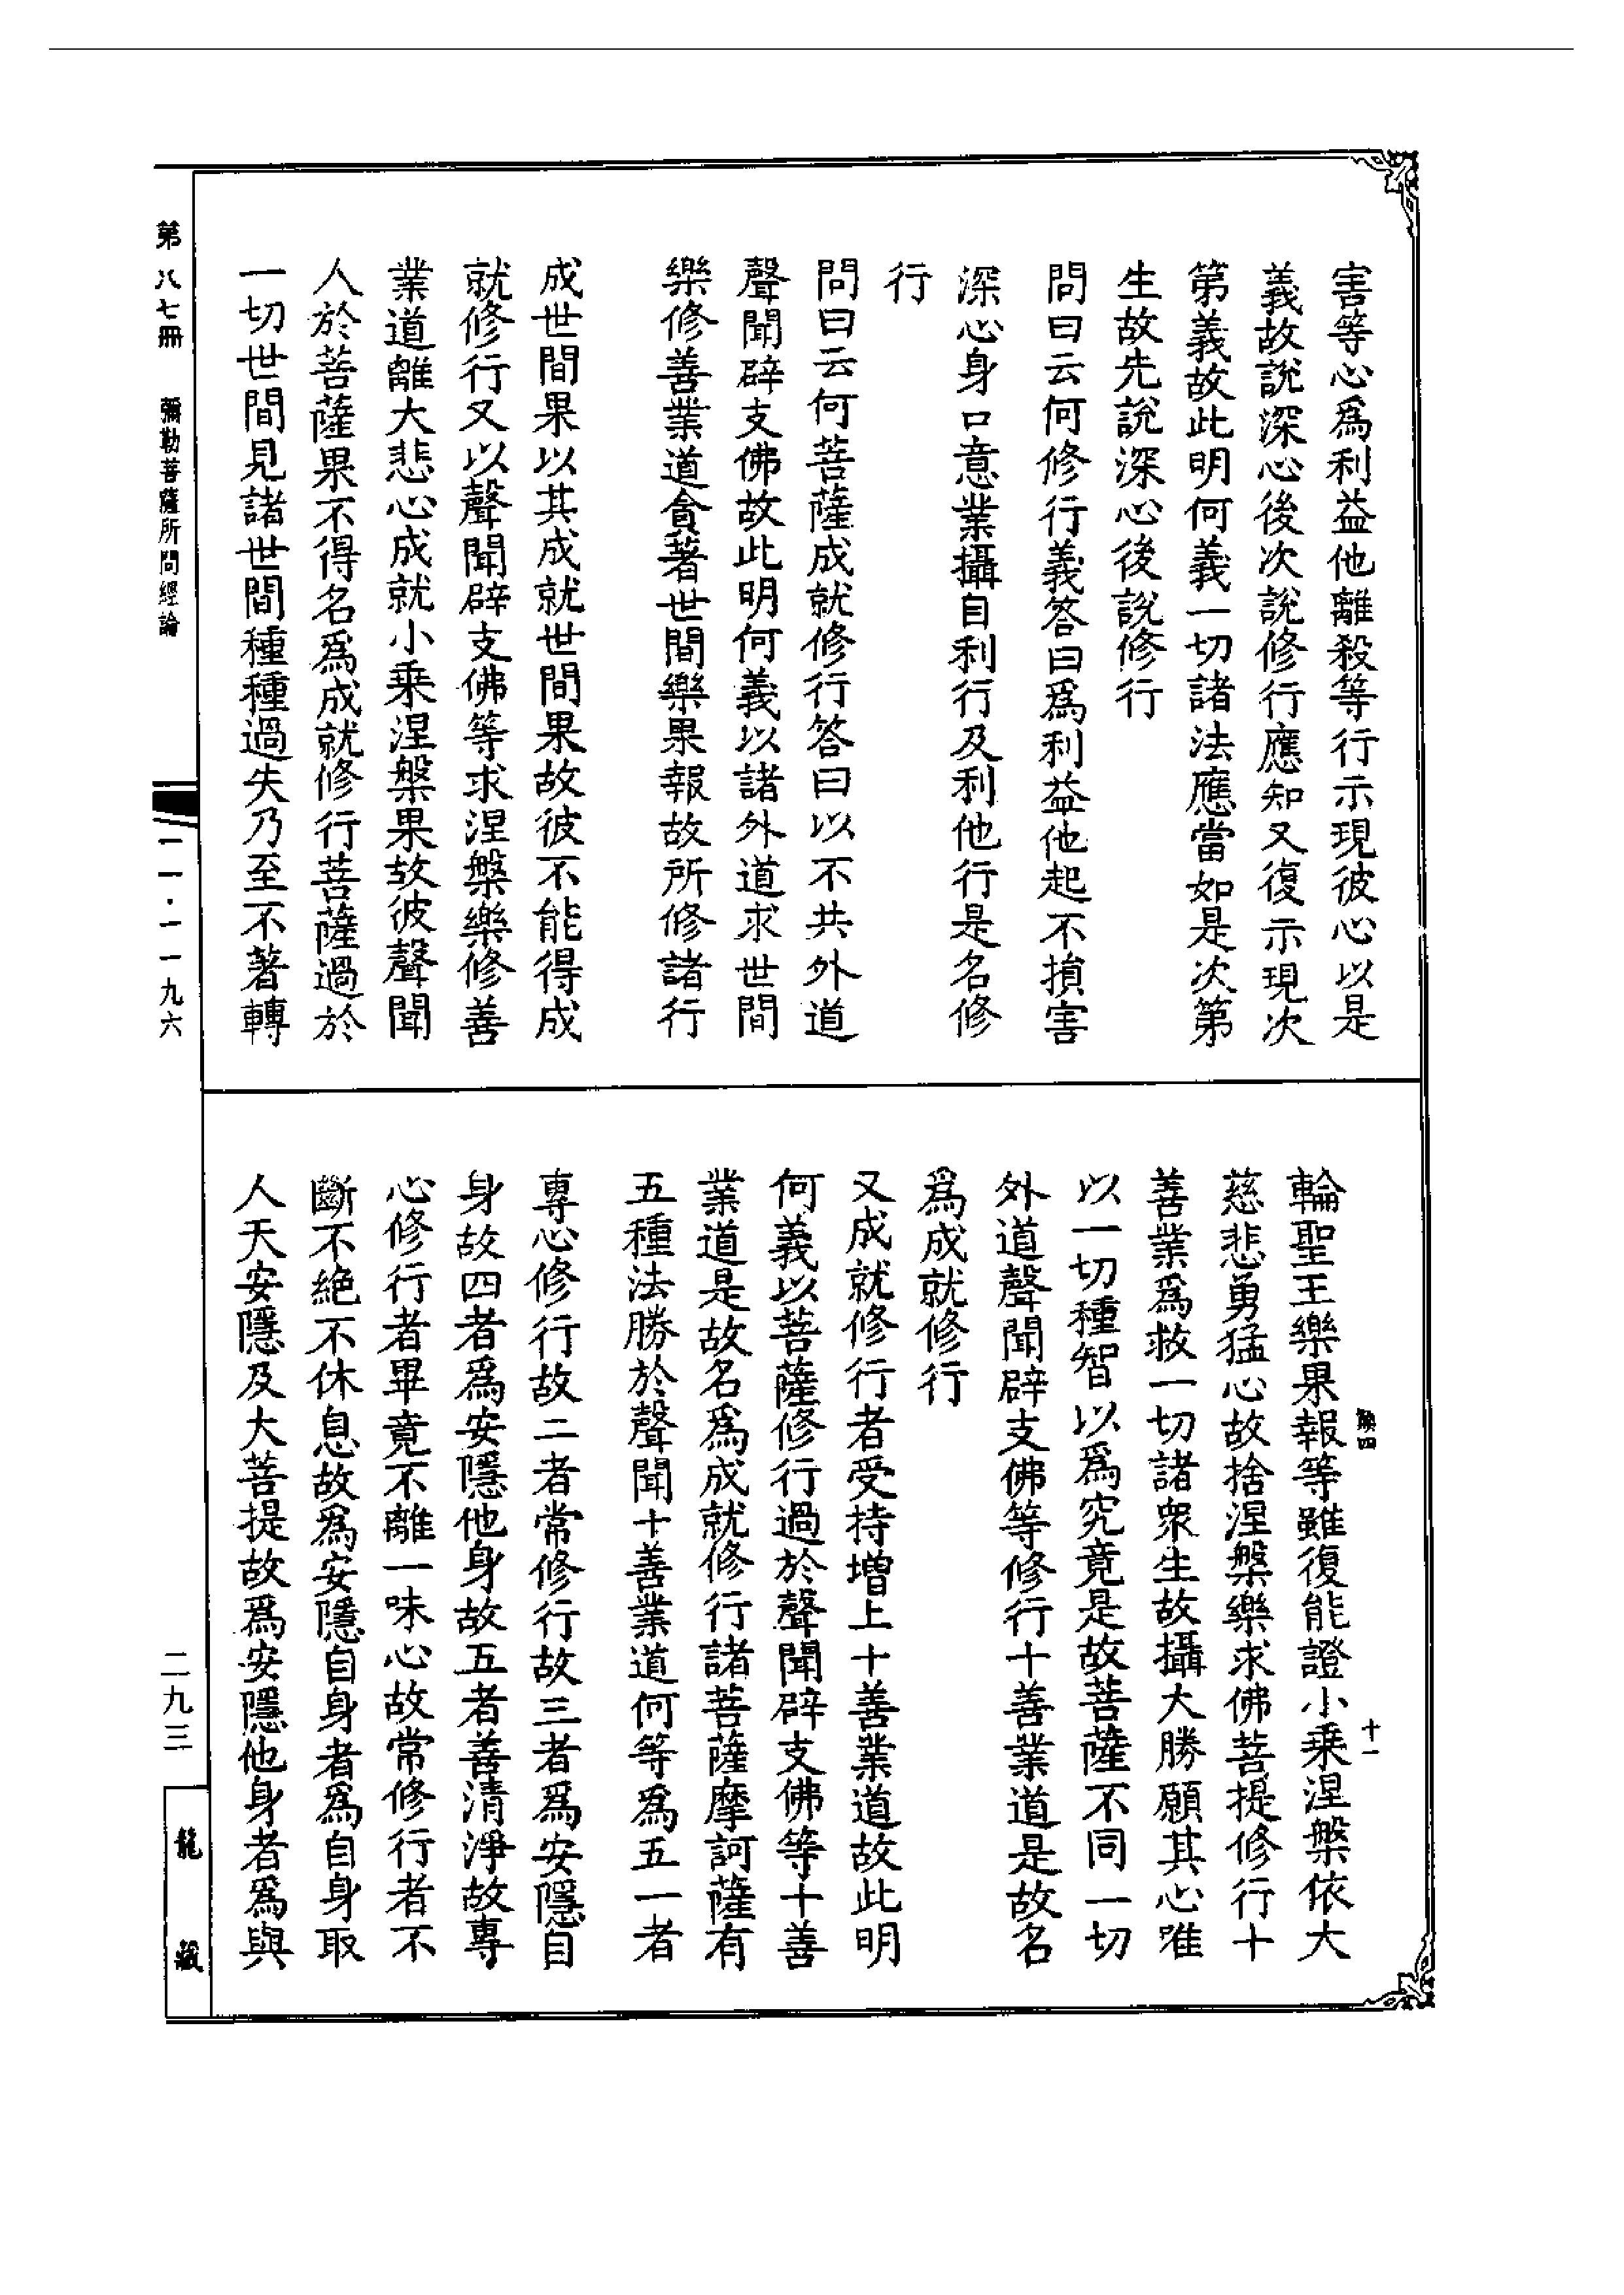 害等心爲利益他離殺等行示現彼心以是
義故說深心後次說修行應知又復示現次
第義故此明何義一切諸法應當如是次第
生故先說深心後說修行
問曰云何修行義答曰爲利益他起不損害
深心身口意業攝自利行及利他行是名修
行
問曰云何菩薩成就修行答曰以不共外道
聲聞辟支佛故此明何義以諸外道求世間
樂修善業道貪著世間樂果報故所修諸行
成世間果以其成就世間果故彼不能得成
就修行又以聲聞辟支佛等求涅槃樂修善
業道離大悲心成就小乘涅槃果故彼聲聞
人於菩薩果不得名爲成就修行菩薩過於
一切世間見諸世間種種過失乃至不著轉
輪聖王樂果報等雖復能證小乘涅槃依大
慈悲勇猛心故捨涅槃樂求佛菩提修行十
善業爲救一切諸衆生故攝大勝願其心唯
以一切種智以爲究竟是故菩薩不同一切
外道聲聞辟支佛等修行十善業道是故名
爲成就修行
又成就修行者受持增上十善業道故此明
何義以菩薩修行過於聲聞辟支佛等十善
業道是故名爲成就修行諸菩薩摩訶薩有
五種法勝於聲聞十善業道何等爲五一者
專心修行故二者常修行故三者爲安隱自
身故四者爲安隱他身故五者善清淨故專
心修行者畢竟不離一味心故常修行者不
斷不絕不休息故爲安隱自身者爲自身取
人天安隱及大菩提故爲安隱他身者爲與
十一
第八七冊
彌勒菩薩所問經論
一一·一一九六
二九三
龍藏